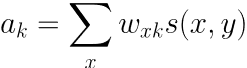 a_k = \sum_x w_{xk} s(x, y)